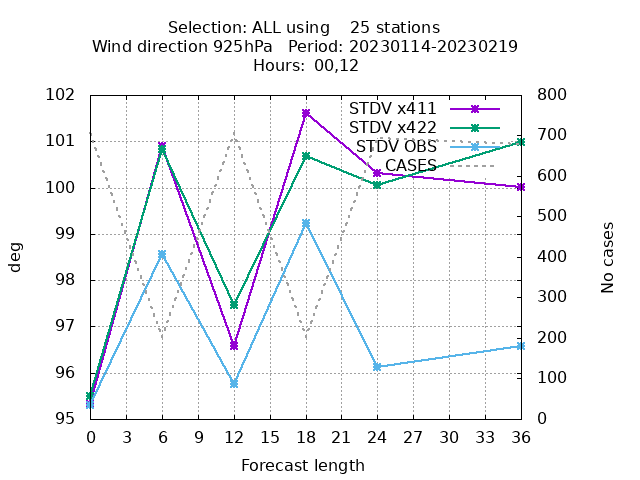 Selection: ALL using    25 stations
Wind direction 925hPa   Period: 20230114-20230219
Hours:  00,12
102
101
100
99
98
97
96
95
deg
800
700
600
500
400
300
200
100
0
No cases
STDV x411
STDV x422
STDV OBS
CASES
0 3 6 9 12 15 18 21 24 27 30 33 36
Forecast length